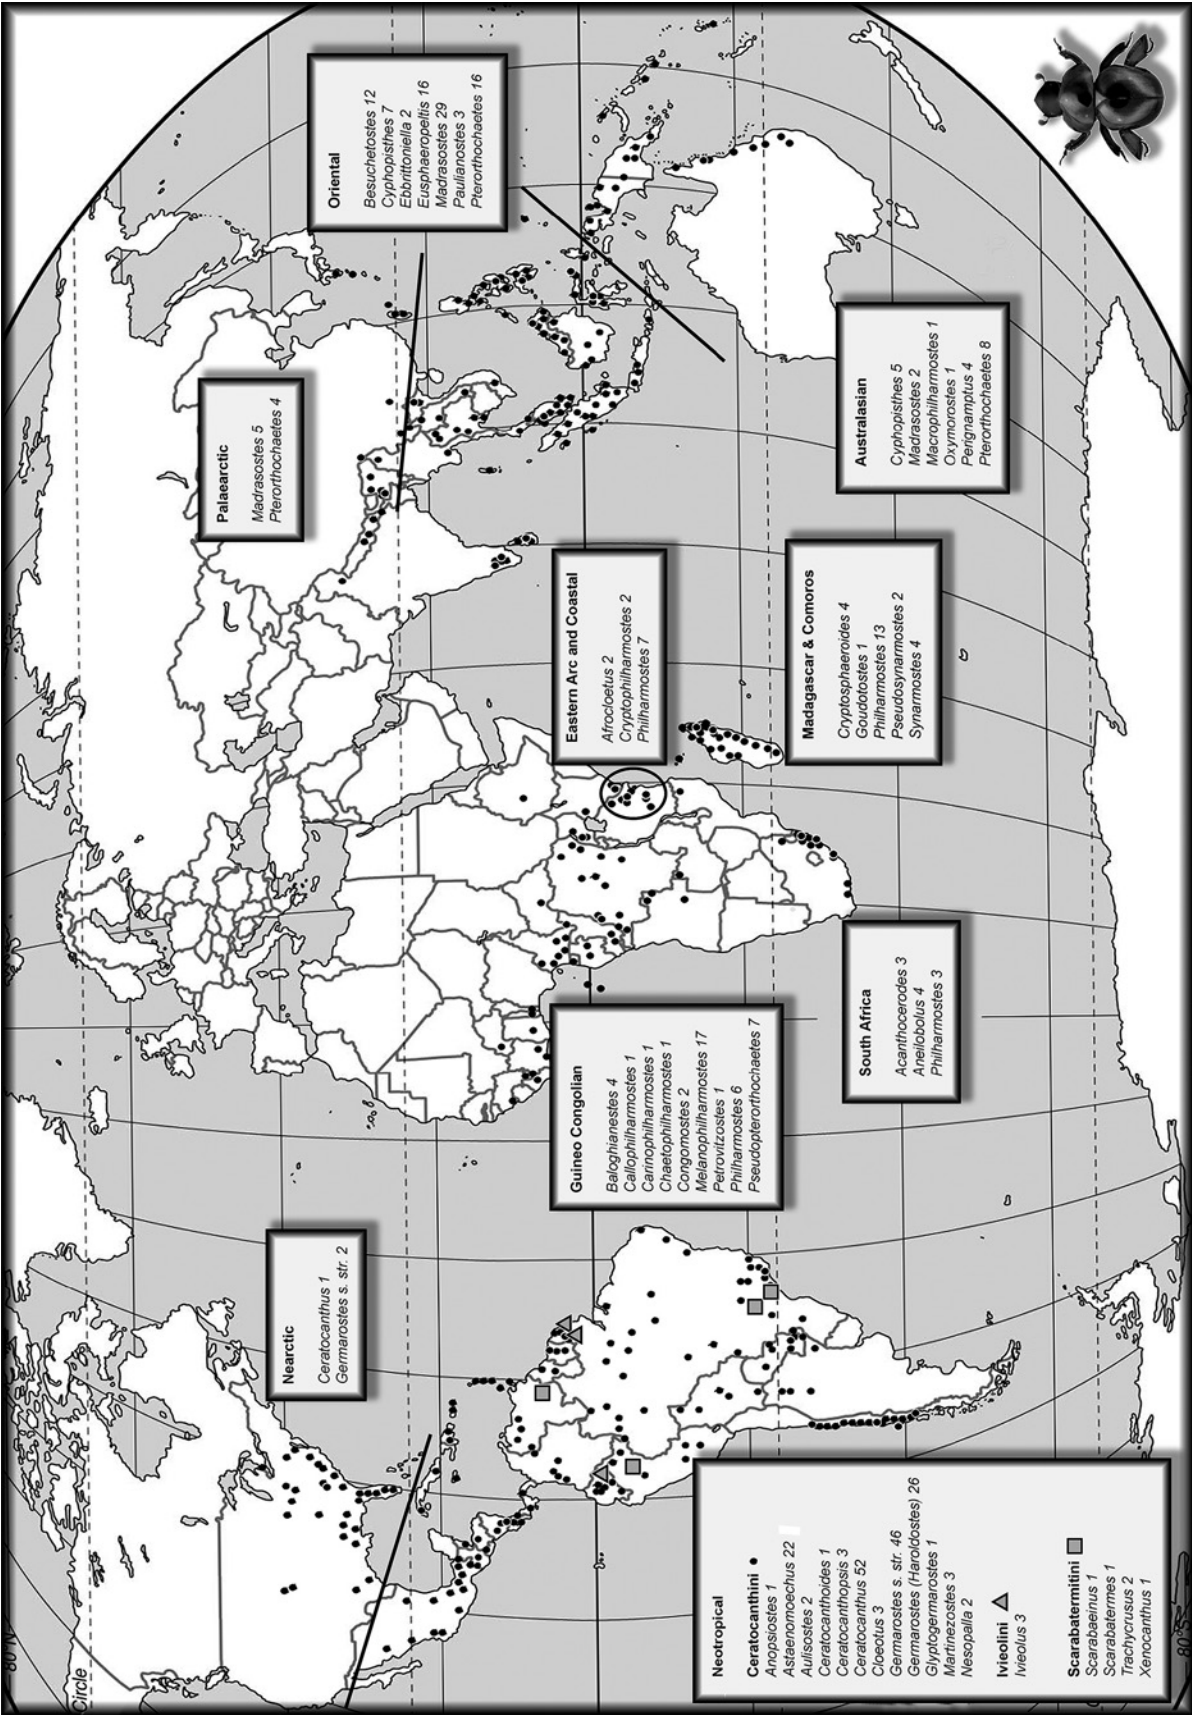 80°N
Circle
Nearctic
Ceratocanthus 1
Germarostes s. str. 2
Palaearctic
Madrasostes 5
Pterorthochaetes 4
Oriental
Besuchetostes 12
Cyphopisthes 7
Ebbrittoniella 2
Eusphaeropeltis 16
Madrasostes 29
Paulianostes 3
Pterorthochaetes 16
Guineo Congolian
Baloghianestes 4
Callophilharmostes 1
Carinophilharmostes 1
Chaetophilharmostes 1
Congomostes 2
Melanophilharmostes 17
Petrovitzostes 1
Philharmostes 6
Pseudopterorthochaetes 7
Eastern Arc and Coastal
Afrocloetus 2
Cryptophilharmostes 2
Philharmostes 7
Neotropical
Ceratocanthini
Anopsiostes 1
Astaenomoechus 22
Aulisostes 2
Ceratocanthoides 1
Ceratocanthopsis 3
Ceratocanthus 52
Cloeotus 3
Germarostes s. str. 46
Germarostes (Haroldostes) 26
Glyptogermarostes 1
Martinezostes 3
Nesopalla 2
Ivieolini
Ivieolus 3
Scarabatermitini
Scarabaeinus 1
Scarabatermes 1
Trachycrusus 2
Xenocanthus 1
South Africa
Acanthocerodes 3
Aneilobolus 4
Philharmostes 3
Madagascar & Comoros
Cryptosphaeroides 4
Goudotostes 1
Philharmostes 13
Pseudosynarmostes 2
Synarmostes 4
Australasian
Cyphopisthes 5
Madrasostes 2
Macrophilharmostes 1
Oxymorostes 1
Perignamptus 4
Pterorthochaetes 8
80°S